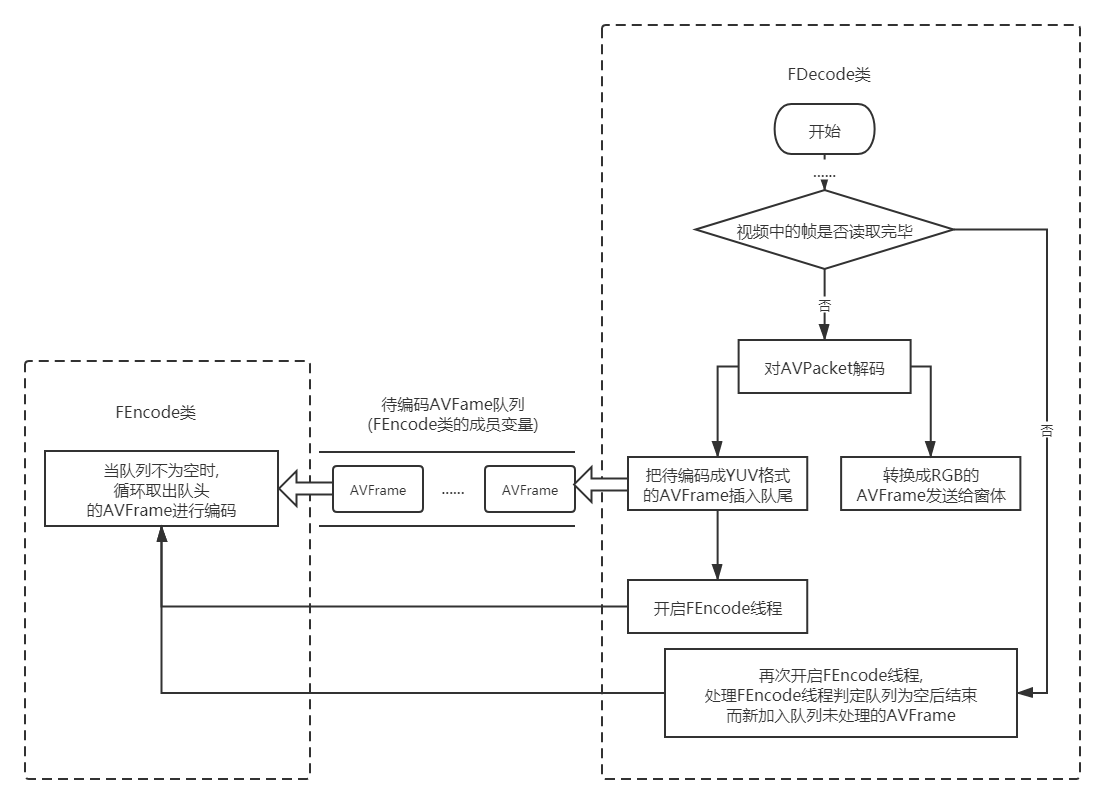 FDecode类
开始
......
视频中的帧是否读取完毕
否
对AVPacket解码
否
FEncode类
待编码AVFame队列
(FEncode类的成员变量)
当队列不为空时,
循环取出队头
的AVFrame进行编码
AVFrame
......
AVFrame
把待编码成YUV格式
的AVFrame插入队尾
转换成RGB的
AVFrame发送给窗体
开启FEncode线程
再次开启FEncode线程,
处理FEncode线程判定队列为空后结束
而新加入队列未处理的AVFrame